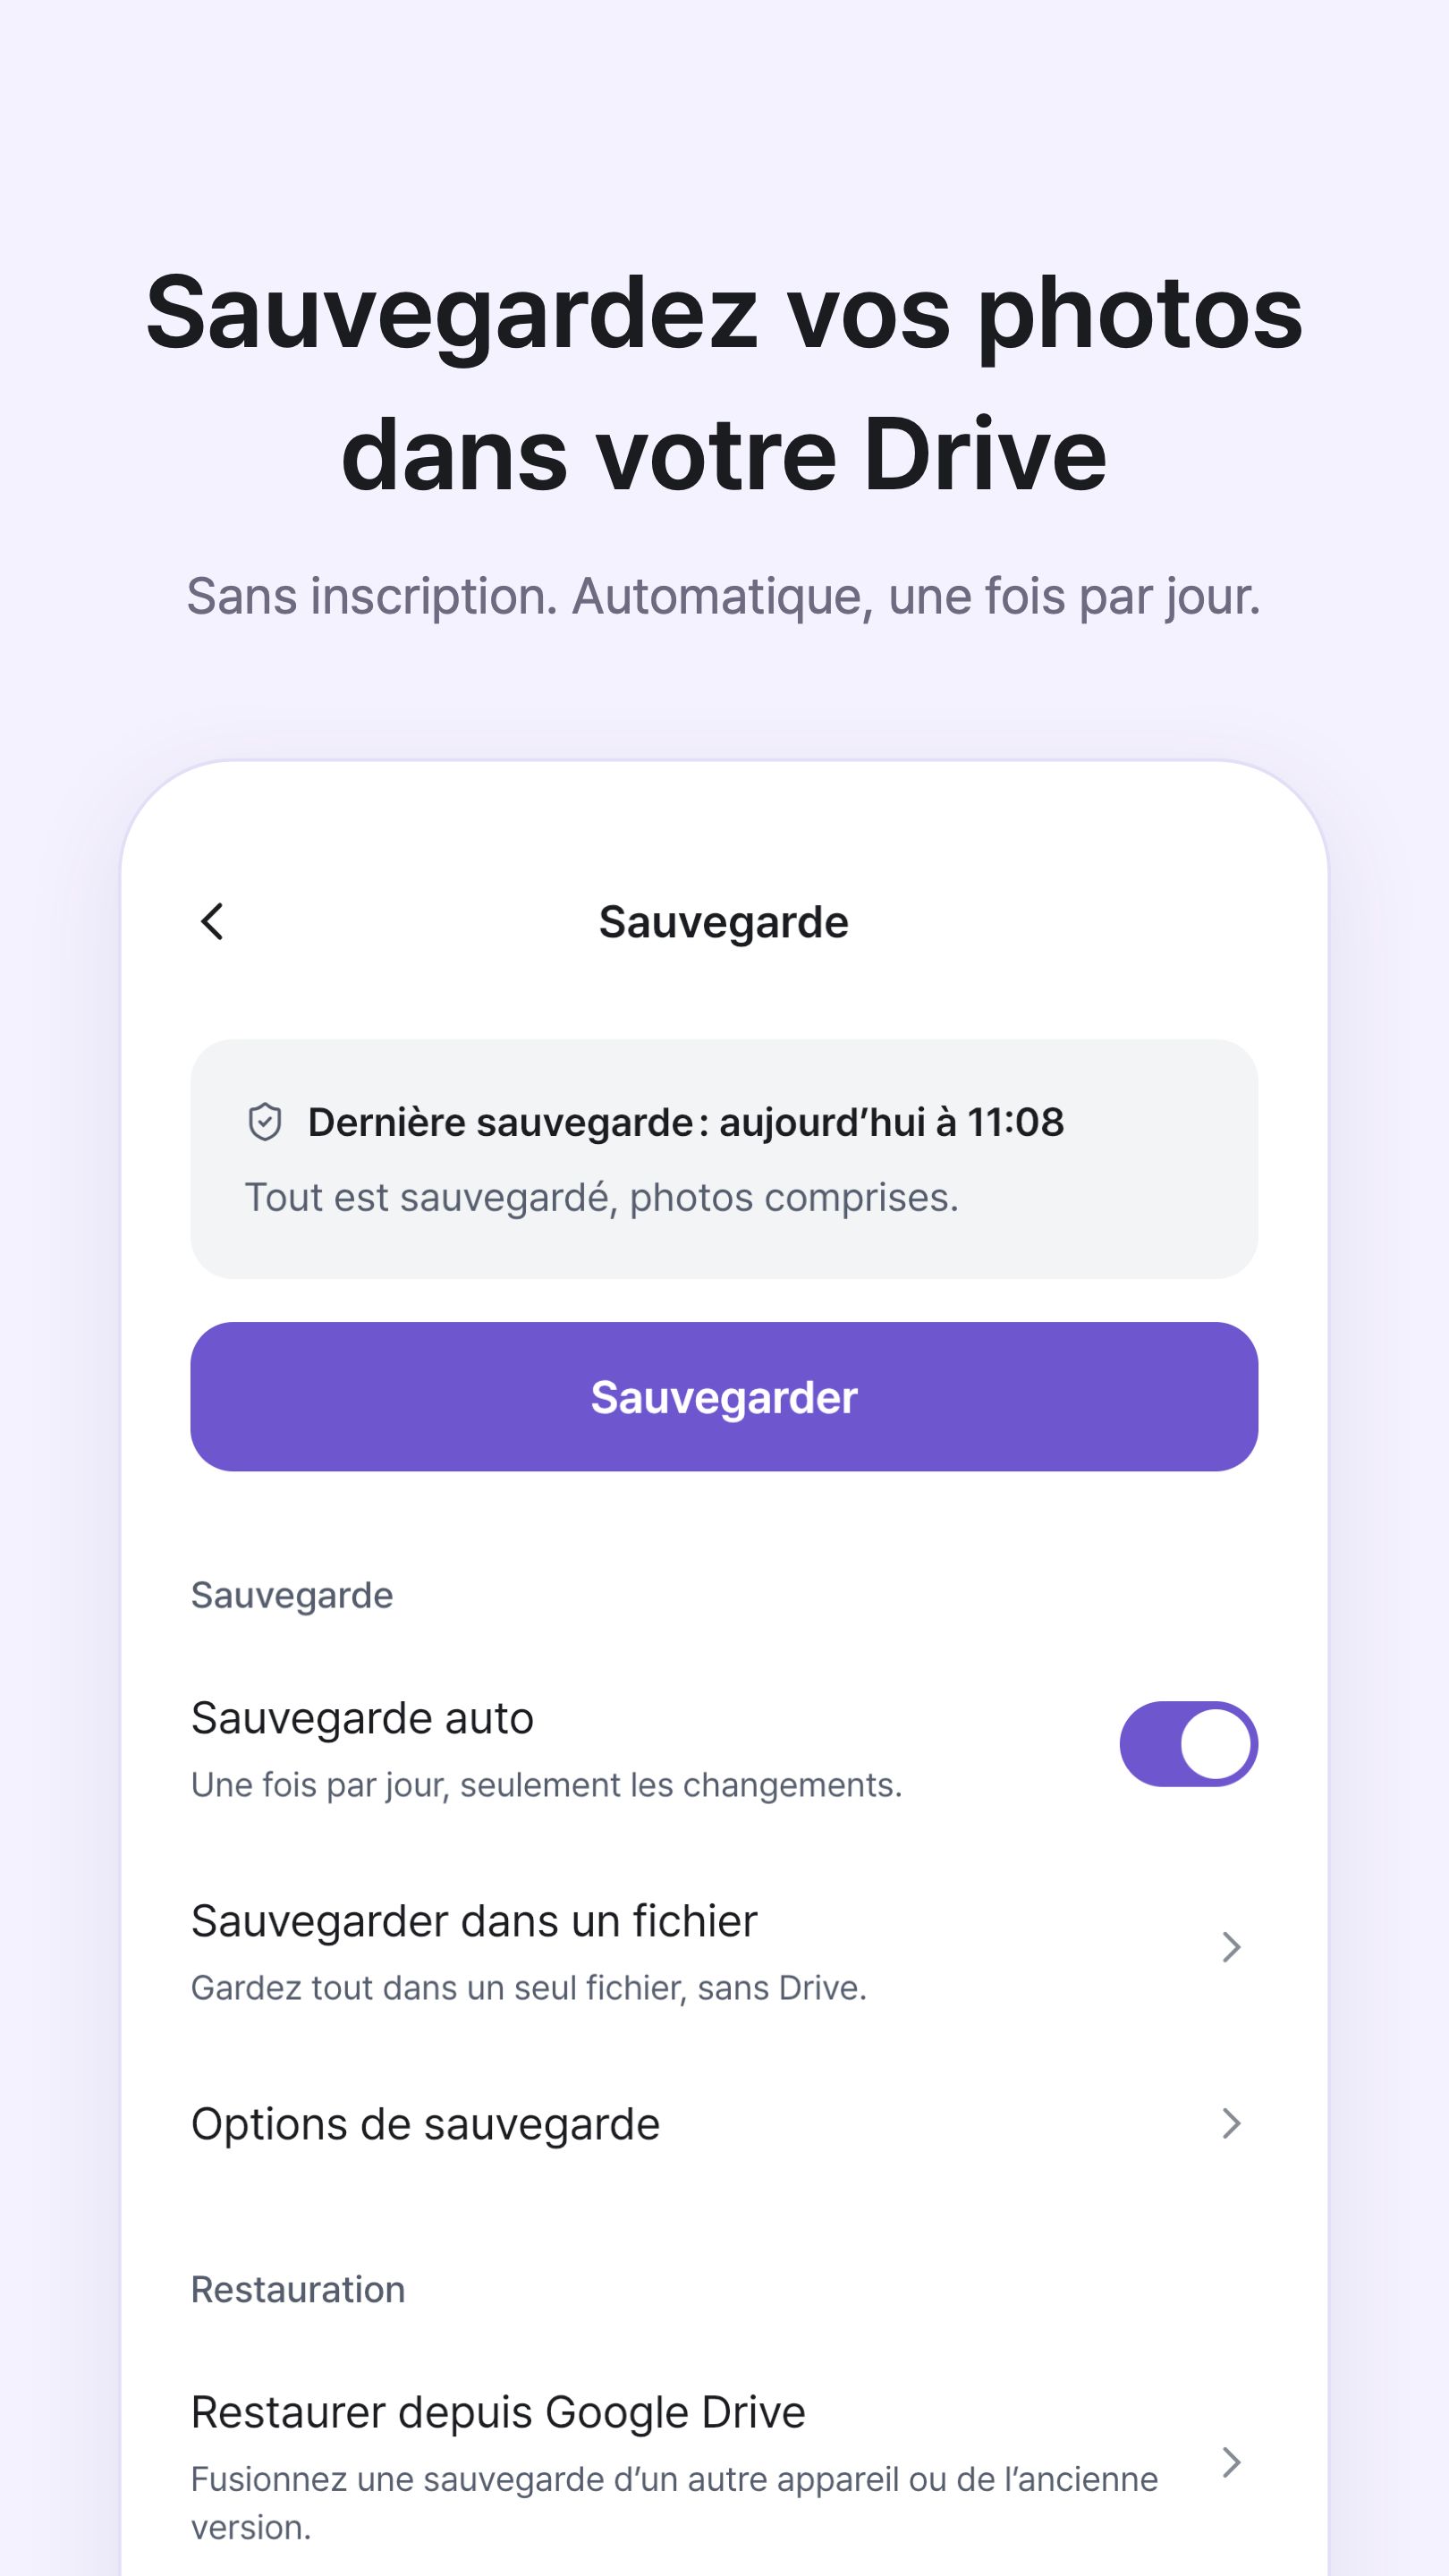 Sauvegardez vos photos
dans votre Drive
Sans inscription. Automatique, une fois par jour.
Sauvegarde
Dernière sauvegarde : aujourd’hui à 11:08
Tout est sauvegardé, photos comprises.
Sauvegarder
Sauvegarde
Sauvegarde auto
Une fois par jour, seulement les changements.
Sauvegarder dans un fichier
Gardez tout dans un seul fichier, sans Drive.
Options de sauvegarde
Restauration
Restaurer depuis Google Drive
Fusionnez une sauvegarde d’un autre appareil ou de l’ancienne
version.